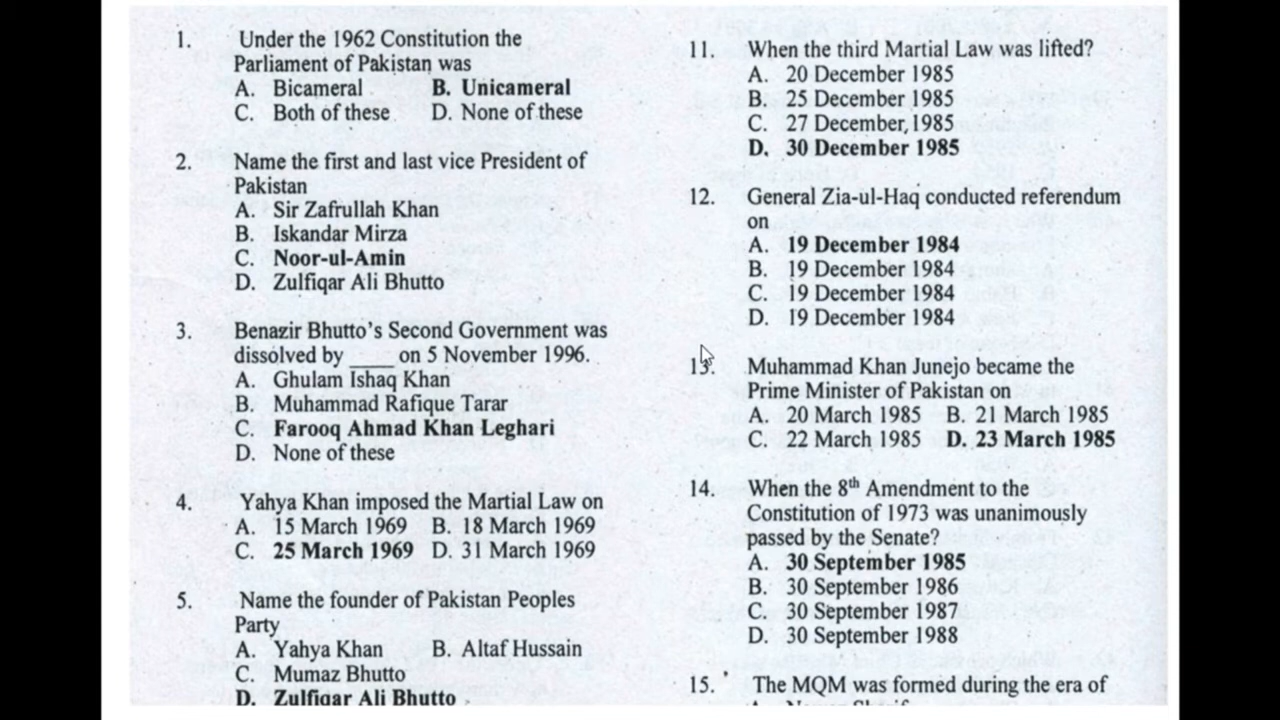 1. Under the 1962 Constitution the
Parliament of Pakistan was
A. Bicameral B. Unicameral
C. Both of these D. None of these
2. Name the first and last vice President of
Pakistan
A. Sir Zafrullah Khan
B. Iskandar Mirza
C. Noor-ul-Amin
D. Zulfiqar Ali Bhutto
3. Benazir Bhutto's Second Government was
dissolved by ____ on 5 November 1996.
A. Ghulam Ishaq Khan
B. Muhammad Rafique Tarar
C. Farooq Ahmad Khan Leghari
D. None of these
4. Yahya Khan imposed the Martial Law on
A. 15 March 1969 B. 18 March 1969
C. 25 March 1969 D. 31 March 1969
5. Name the founder of Pakistan Peoples
Party
A. Yahya Khan B. Altaf Hussain
C. Mumaz Bhutto
D. Zulfiqar Ali Bhutto
11. When the third Martial Law was lifted?
A. 20 December 1985
B. 25 December 1985
C. 27 December, 1985
D. 30 December 1985
12. General Zia-ul-Haq conducted referendum
on
A. 19 December 1984
B. 19 December 1984
C. 19 December 1984
D. 19 December 1984
13. Muhammad Khan Junejo became the
Prime Minister of Pakistan on
A. 20 March 1985 B. 21 March 1985
C. 22 March 1985 D. 23 March 1985
14. When the 8th Amendment to the
Constitution of 1973 was unanimously
passed by the Senate?
A. 30 September 1985
B. 30 September 1986
C. 30 September 1987
D. 30 September 1988
15. The MQM was formed during the era of